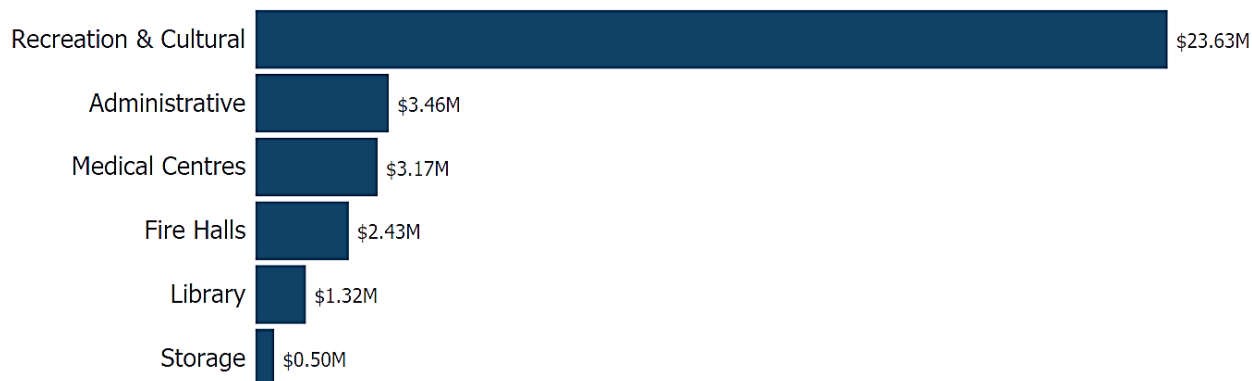 Recreation & Cultural $23.63M
Administrative $3.46M
Medical Centres $3.17M
Fire Halls $2.43M
Library $1.32M
Storage $0.50M